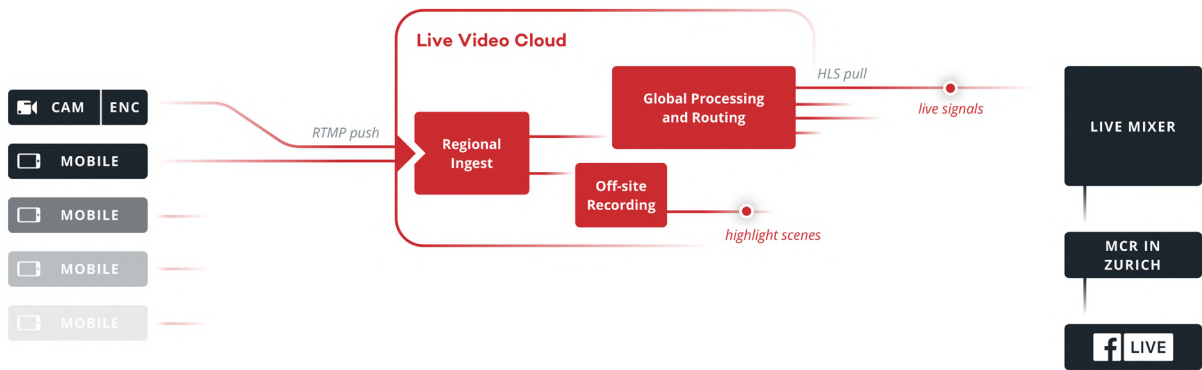 Live Video Cloud
CAM ENC
MOBILE
MOBILE
MOBILE
MOBILE
RTMP push
Regional
Ingest
Global Processing
and Routing
Off-site
Recording
HLS pull
live signals
highlight scenes
LIVE MIXER
MCR IN
ZURICH
f LIVE